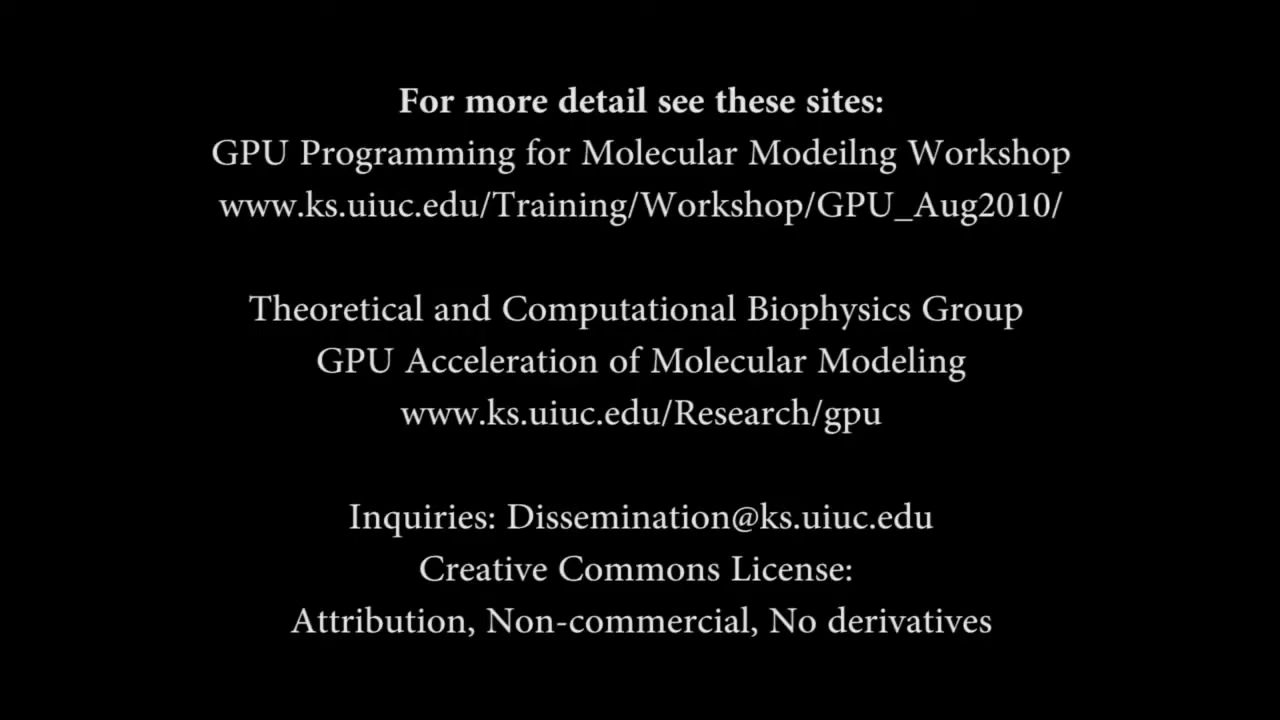 For more detail see these sites:
GPU Programming for Molecular Modeilng Workshop
www.ks.uiuc.edu/Training/Workshop/GPU_Aug2010/
Theoretical and Computational Biophysics Group
GPU Acceleration of Molecular Modeling
www.ks.uiuc.edu/Research/gpu
Inquiries: Dissemination@ks.uiuc.edu
Creative Commons License:
Attribution, Non-commercial, No derivatives